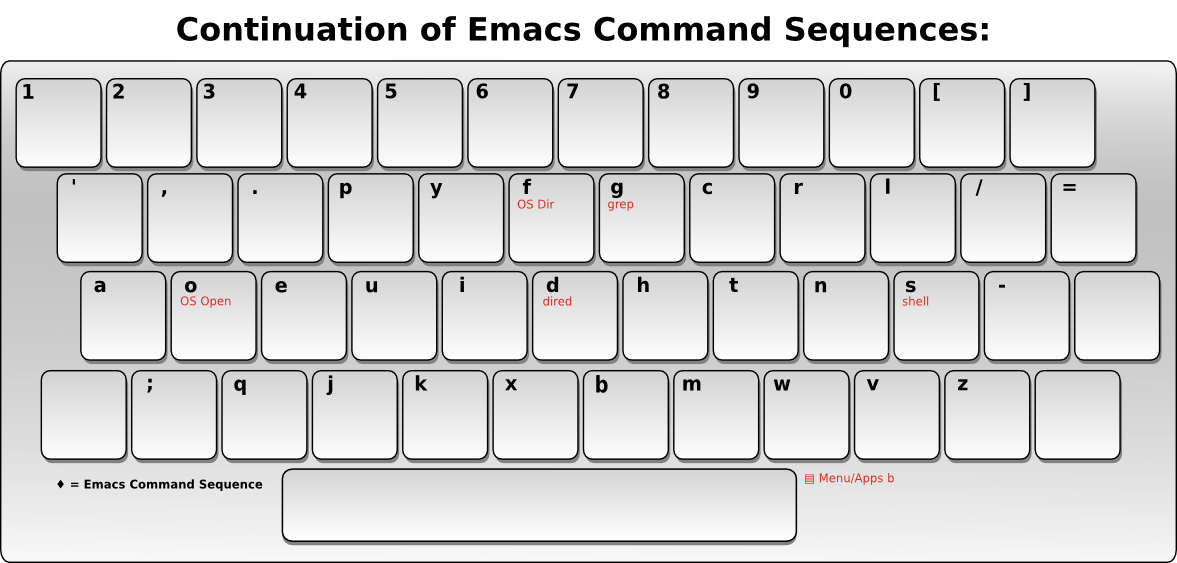 Continuation of Emacs Command Sequences:
1 2 3 4 5 6 7 8 9 0 [ ]
' , . p y f g c r l / =
OS Dir grep
a o e u i d h t n s -
OS Open dired shell
; q j k x b m w v z
♦ = Emacs Command Sequence
▤ Menu/Apps b